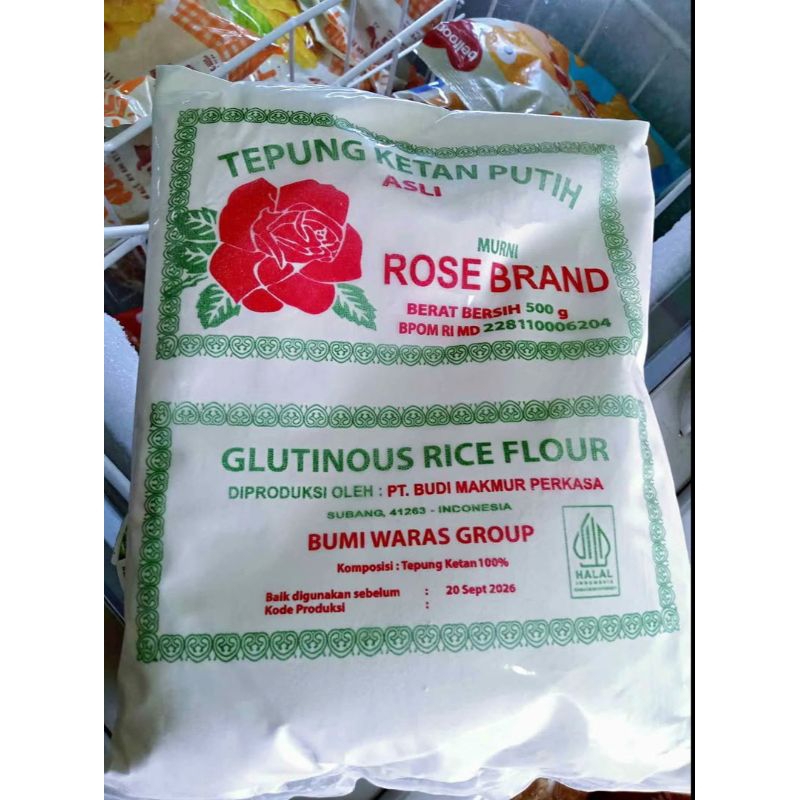 TEPUNG KETAN PUTIH
ASLI
MURNI
ROSE BRAND
BERAT BERSIH 500 g
BPOM RI MD 228110006204
GLUTINOUS RICE FLOUR
DIPRODUKSI OLEH : PT. BUDI MAKMUR PERKASA
SUBANG, 41263 - INDONESIA
BUMI WARAS GROUP
Komposisi : Tepung Ketan 100%
Baik digunakan sebelum : 20 Sept 2026
Kode Produksi :
HALAL
INDONESIA
belfoods